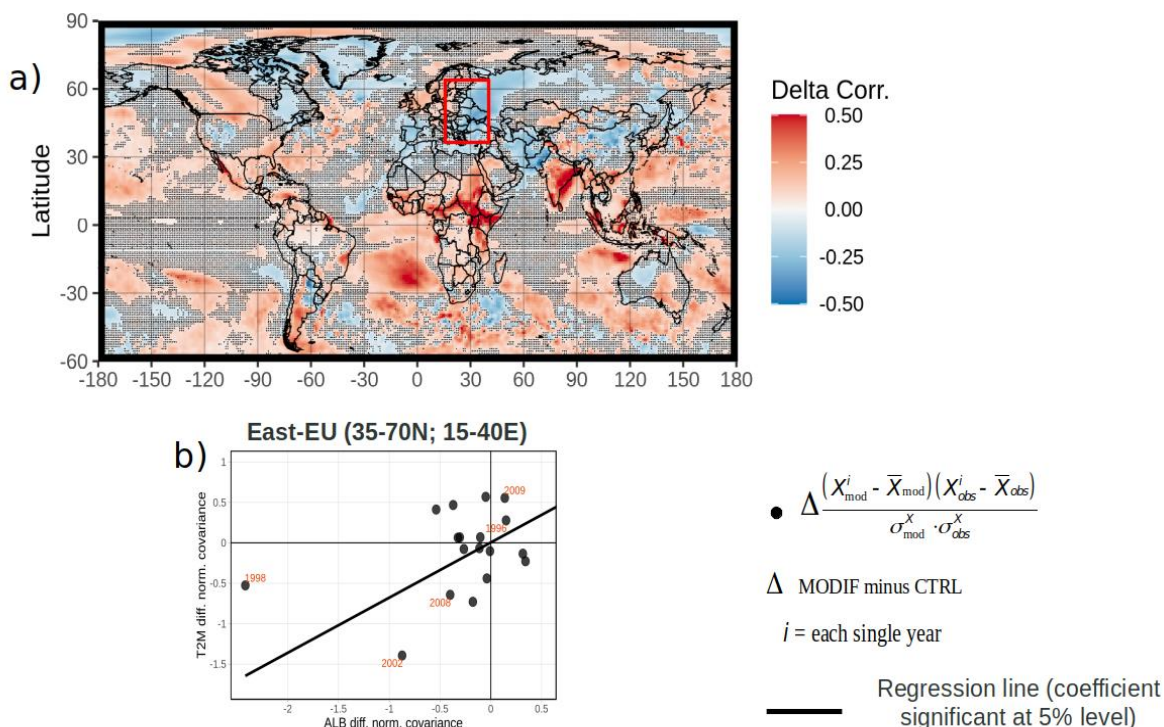 a)
Latitude
90
60
30
0
-30
-60
-180 -150 -120 -90 -60 -30 0 30 60 90 120 150 180
Delta Corr.
0.50
0.25
0.00
-0.25
-0.50
b)
East-EU (35-70N; 15-40E)
T2M diff. norm. covariance
1
0.5
0
-0.5
-1
-1.5
2009
1996
1998
2008
2002
-2 -1.5 -1 -0.5 0 0.5
ALB diff. norm. covariance
Δ (X^i_mod - X̅_mod)(X^i_obs - X̅_obs)
σ^X_mod · σ^X_obs
Δ MODIF minus CTRL
i = each single year
Regression line (coefficient
significant at 5% level)